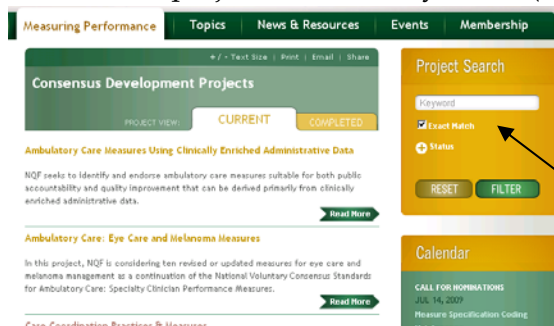 Measuring Performance Topics News & Resources Events Membership
+ / - Text Size | Print | Email | Share
Consensus Development Projects
PROJECT VIEW: CURRENT COMPLETED
Ambulatory Care Measures Using Clinically Enriched Administrative Data
NQF seeks to identify and endorse ambulatory care measures suitable for both public
accountability and quality improvement that can be derived primarily from clinically
enriched administrative data.
Read More
Ambulatory Care: Eye Care and Melanoma Measures
In this project, NQF is considering ten revised or updated measures for eye care and
melanoma management as a continuation of the National Voluntary Consensus Standards
for Ambulatory Care: Specialty Clinician Performance Measures.
Read More
Care Coordination Practices & Measures
Project Search
Keyword
Exact Match
Status
RESET FILTER
Calendar
CALL FOR NOMINATIONS
JUL 14, 2009
Measure Specification Coding